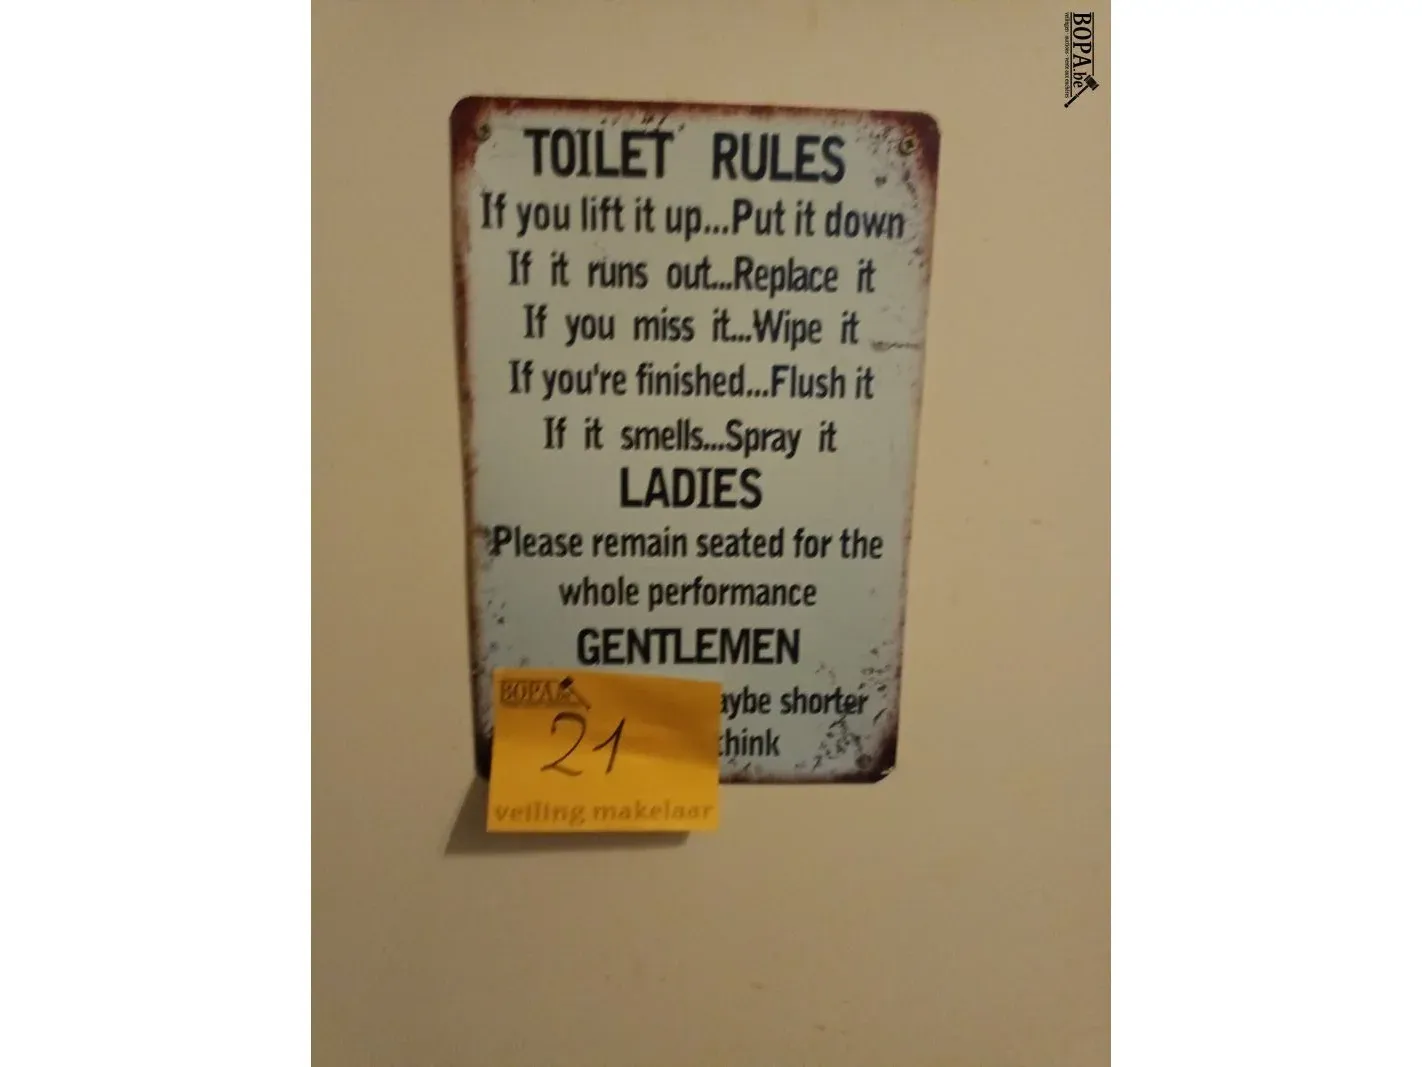 TOILET RULES
If you lift it up...Put it down
If it runs out...Replace it
If you miss it...Wipe it
If you're finished...Flush it
If it smells...Spray it
LADIES
Please remain seated for the
whole performance
GENTLEMEN
aybe shorter
think
BOPA.be
21
veiling makelaar
BOPA.be